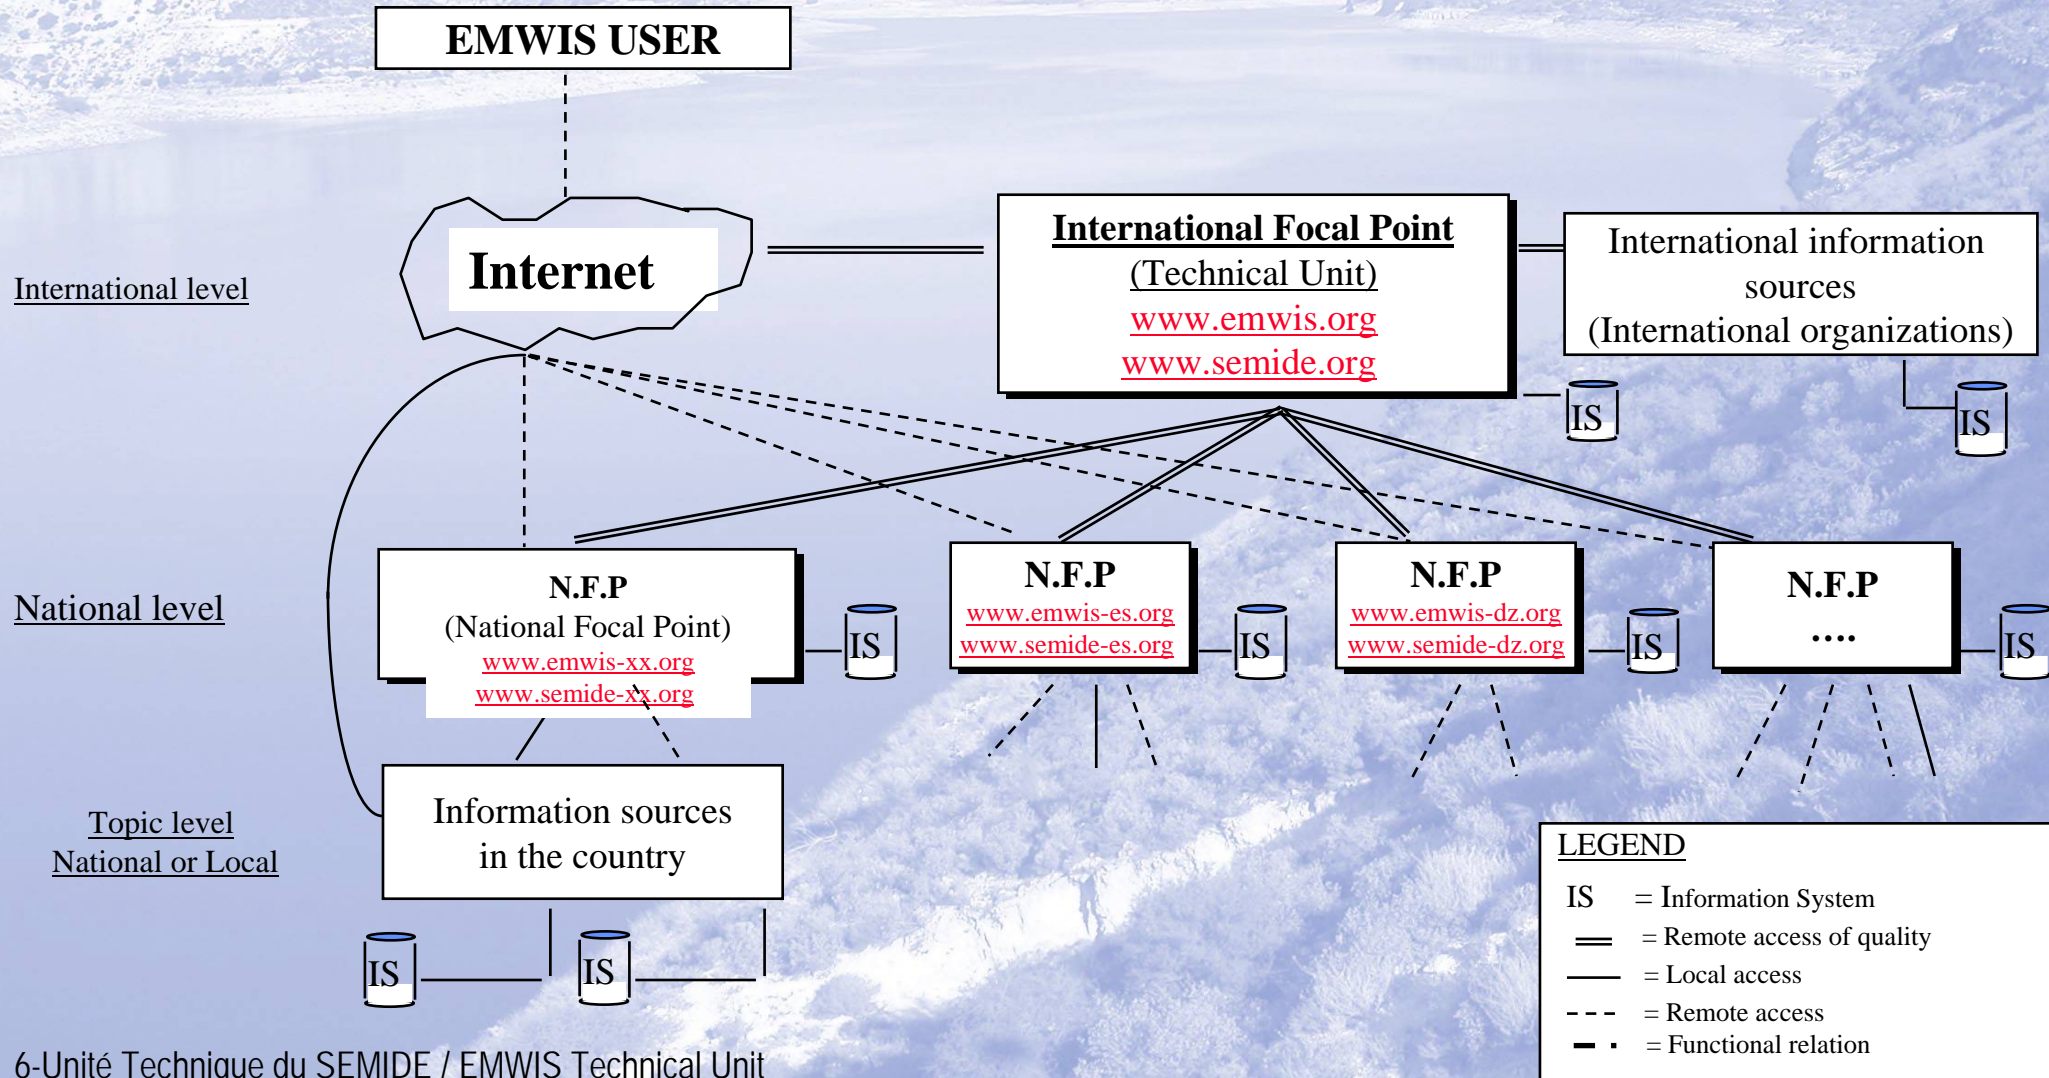 EMWIS USER
Internet
International Focal Point
(Technical Unit)
www.emwis.org
www.semide.org
International information
sources
(International organizations)
International level
IS
IS
National level
N.F.P
(National Focal Point)
www.emwis-xx.org
www.semide-xx.org
IS
N.F.P
www.emwis-es.org
www.semide-es.org
IS
N.F.P
www.emwis-dz.org
www.semide-dz.org
IS
N.F.P
....
IS
Topic level
National or Local
Information sources
in the country
IS
IS
LEGEND
IS = Information System
= Remote access of quality
= Local access
= Remote access
= Functional relation
6-Unité Technique du SEMIDE / EMWIS Technical Unit